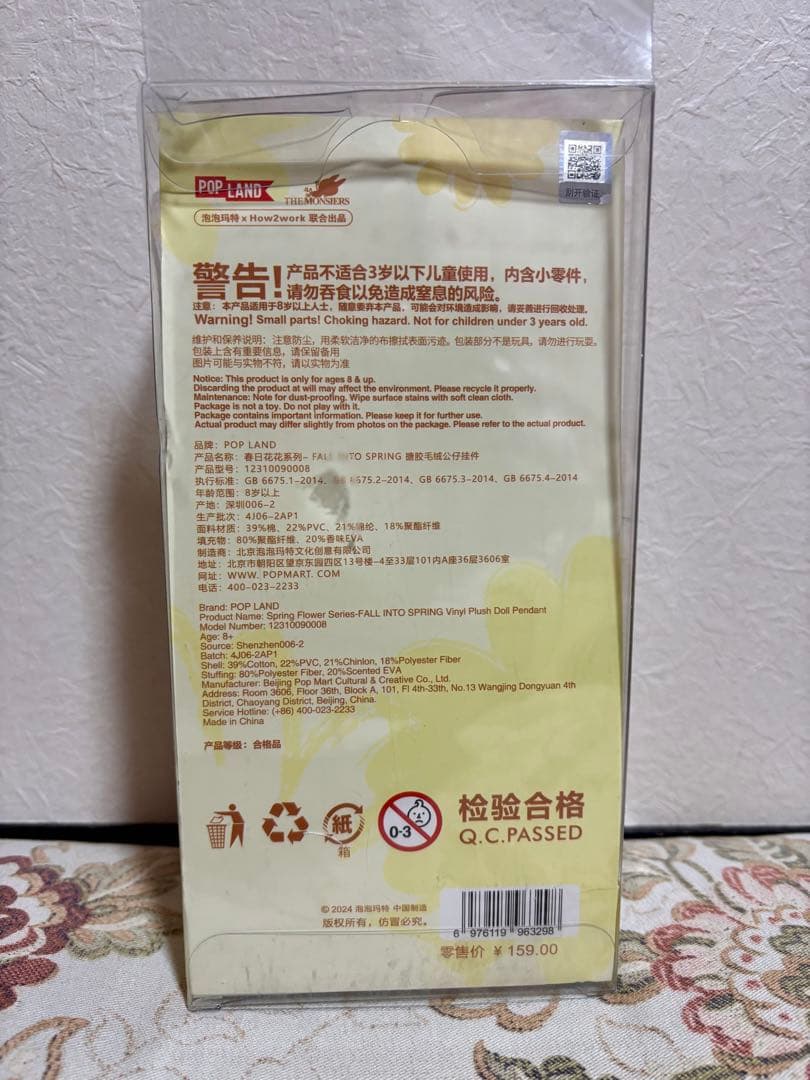 刮开验证
POP LAND
THE MONSTERS
泡泡玛特 x How2work 联合出品
警告!产品不适合3岁以下儿童使用，内含小零件，
请勿吞食以免造成窒息的风险。
注意：本产品适用于8岁以上人士，随意要弃本产品，可能会对环境造成影响，请妥善进行回收处理。
Warning! Small parts! Choking hazard. Not for children under 3 years old.
维护和保养说明：注意防尘，用柔软洁净的布擦拭表面污迹。包装部分不是玩具，请勿进行玩耍。
包装上含有重要信息，请保留备用
图片可能与实物不符，请以实物为准
Notice: This product is only for ages 8 & up.
Discarding the product at will may affect the environment. Please recycle it properly.
Maintenance: Note for dust-proofing. Wipe surface stains with soft clean cloth.
Package is not a toy. Do not play with it.
Package contains important information. Please keep it for further use.
Actual product may differ slightly from photos on the package. Please refer to the actual product.
品牌：POP LAND
产品名称：春日花花系列- FALL INTO SPRING 搪胶毛绒公仔挂件
产品型号：12310090008
执行标准：GB 6675.1-2014、GB 6675.2-2014、GB 6675.3-2014、GB 6675.4-2014
年龄范围：8岁以上
产地：深圳006-2
生产批次：4J06-2AP1
面料材质：39%棉、22%PVC、21%锦纶、18%聚酯纤维
填充物：80%聚酯纤维、20%香味EVA
制造商：北京泡泡玛特文化创意有限公司
地址：北京市朝阳区望京东园四区13号楼-4至33层101内A座36层3606室
网址：WWW. POPMART. COM
电话：400-023-2233
Brand: POP LAND
Product Name: Spring Flower Series-FALL INTO SPRING Vinyl Plush Doll Pendant
Model Number: 12310090008
Age: 8+
Source: Shenzhen006-2
Batch: 4J06-2AP1
Shell: 39%Cotton, 22%PVC, 21%Chinlon, 18%Polyester Fiber
Stuffing: 80%Polyester Fiber, 20%Scented EVA
Manufacturer: Beijing Pop Mart Cultural & Creative Co., Ltd.
Address: Room 3606, Floor 36th, Block A, 101, Fl 4th-33th, No.13 Wangjing Dongyuan 4th
District, Chaoyang District, Beijing, China.
Service Hotline: (+86) 400-023-2233
Made in China
产品等级：合格品
紙
箱
0-3
检验合格
Q.C.PASSED
© 2024 泡泡玛特 中国制造
版权所有，仿冒必究。
6 976119 963298
零售价 ¥ 159.00